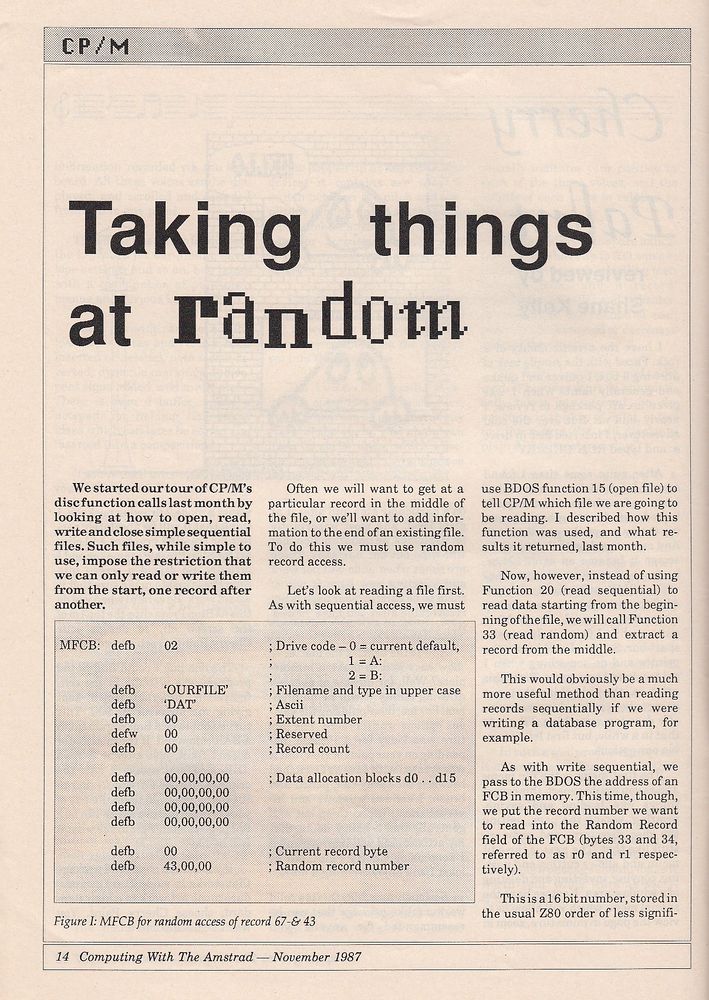 CP/M
Taking things
at random
We started our tour of CP/M's
disc function calls last month by
looking at how to open, read,
write and close simple sequential
files. Such files, while simple to
use, impose the restriction that
we can only read or write them
from the start, one record after
another.
Often we will want to get at a
particular record in the middle of
the file, or we'll want to add infor-
mation to the end of an existing file.
To do this we must use random
record access.
Let's look at reading a file first.
As with sequential access, we must
use BDOS function 15 (open file) to
tell CP/M which file we are going to
be reading. I described how this
function was used, and what re-
sults it returned, last month.
Now, however, instead of using
Function 20 (read sequential) to
read data starting from the begin-
ning of the file, we will call Function
33 (read random) and extract a
record from the middle.
This would obviously be a much
more useful method than reading
records sequentially if we were
writing a database program, for
example.
As with write sequential, we
pass to the BDOS the address of an
FCB in memory. This time, though,
we put the record number we want
to read into the Random Record
field of the FCB (bytes 33 and 34,
referred to as r0 and r1 respec-
tively).
This is a 16 bit number, stored in
the usual Z80 order of less signifi-
MFCB: defb 02 ; Drive code – 0 = current default,
; 1 = A:
; 2 = B:
defb 'OURFILE' ; Filename and type in upper case
defb 'DAT' ; Ascii
defb 00 ; Extent number
defw 00 ; Reserved
defb 00 ; Record count
defb 00,00,00,00 ; Data allocation blocks d0 . . d15
defb 00,00,00,00
defb 00,00,00,00
defb 00,00,00,00
defb 00 ; Current record byte
defb 43,00,00 ; Random record number
Figure I: MFCB for random access of record 67-& 43
14 Computing With The Amstrad — November 1987